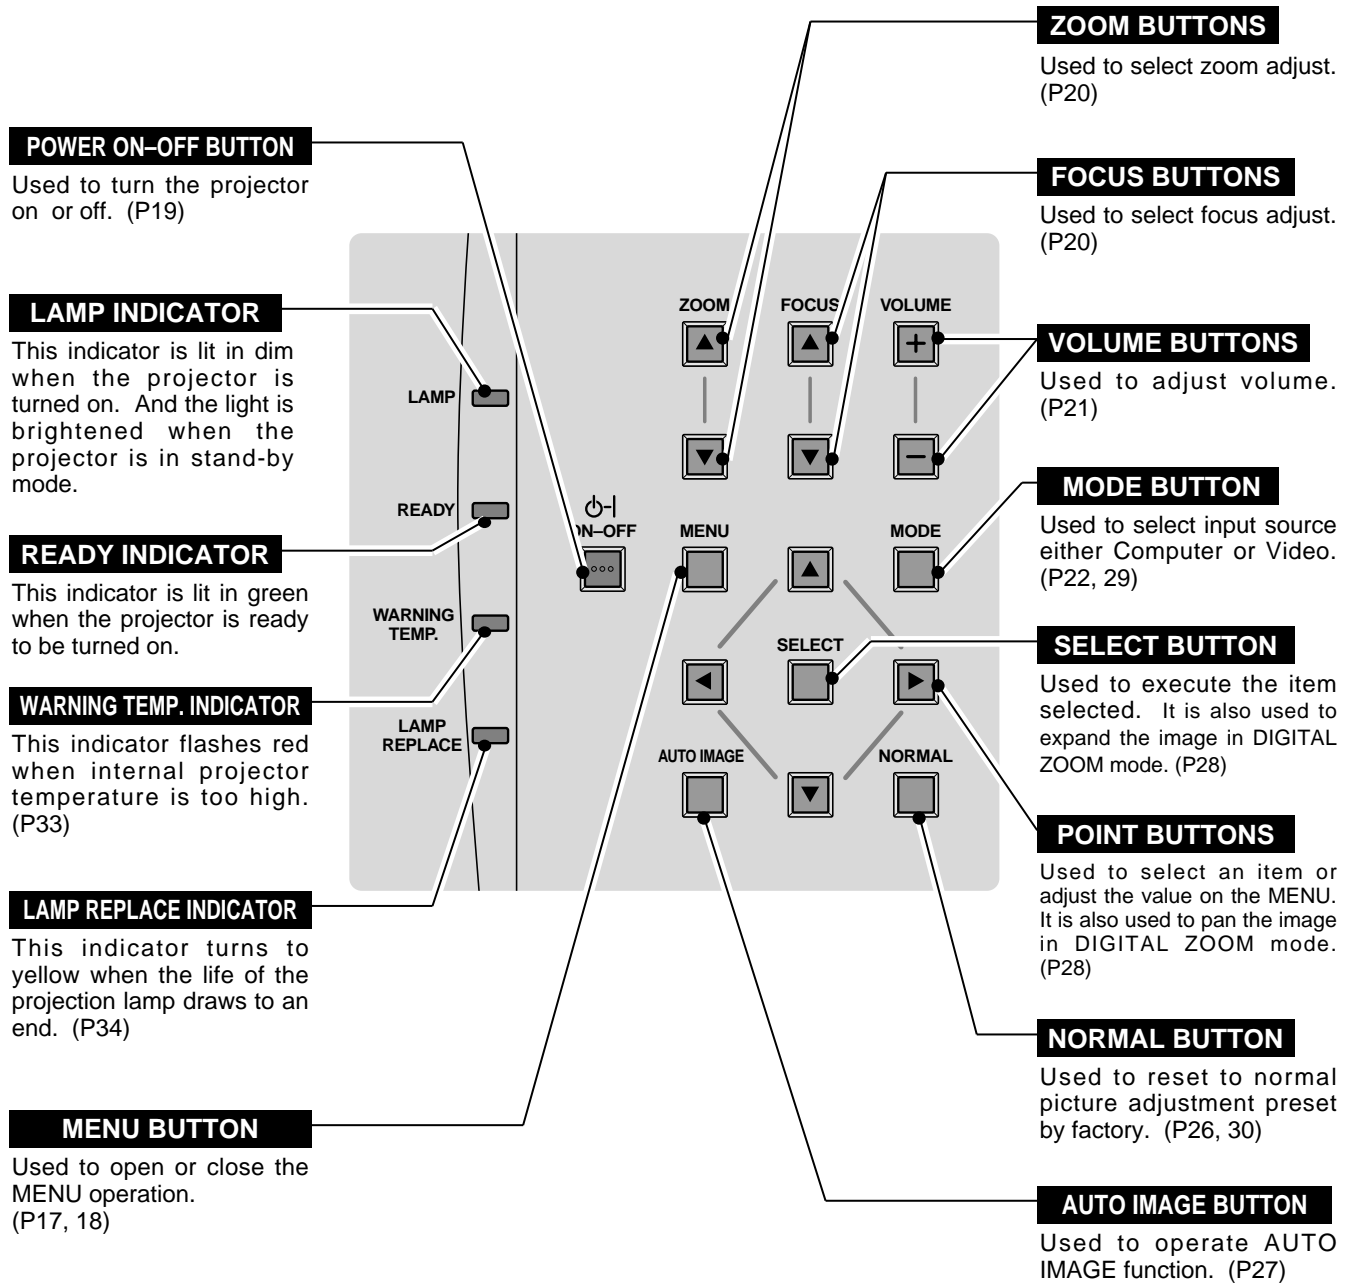 POWER ON–OFF BUTTON
Used to turn the projector
on or off. (P19)
LAMP INDICATOR
This indicator is lit in dim
when the projector is
turned on. And the light is
brightened when the
projector is in stand-by
mode.
READY INDICATOR
This indicator is lit in green
when the projector is ready
to be turned on.
WARNING TEMP. INDICATOR
This indicator flashes red
when internal projector
temperature is too high.
(P33)
LAMP REPLACE INDICATOR
This indicator turns to
yellow when the life of the
projection lamp draws to an
end. (P34)
MENU BUTTON
Used to open or close the
MENU operation.
(P17, 18)
ZOOM
FOCUS
VOLUME
LAMP
READY
ON–OFF
MENU
MODE
WARNING
TEMP.
SELECT
LAMP
REPLACE
AUTO IMAGE
NORMAL
ZOOM BUTTONS
Used to select zoom adjust.
(P20)
FOCUS BUTTONS
Used to select focus adjust.
(P20)
VOLUME BUTTONS
Used to adjust volume.
(P21)
MODE BUTTON
Used to select input source
either Computer or Video.
(P22, 29)
SELECT BUTTON
Used to execute the item
selected. It is also used to
expand the image in DIGITAL
ZOOM mode. (P28)
POINT BUTTONS
Used to select an item or
adjust the value on the MENU.
It is also used to pan the image
in DIGITAL ZOOM mode.
(P28)
NORMAL BUTTON
Used to reset to normal
picture adjustment preset
by factory. (P26, 30)
AUTO IMAGE BUTTON
Used to operate AUTO
IMAGE function. (P27)